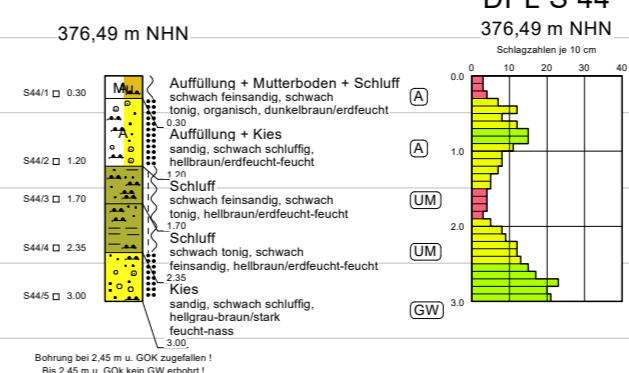 DPL S 44
376,49 m NHN
376,49 m NHN
Schlagzahlen je 10 cm
0 10 20 30 40
0.0
1.0
2.0
3.0
S44/1 0.30
Mu
Auffüllung + Mutterboden + Schluff
schwach feinsandig, schwach
tonig, organisch, dunkelbraun/erdfeucht
A
0.30
S44/2 1.20
A
Auffüllung + Kies
sandig, schwach schluffig,
hellbraun/erdfeucht-feucht
A
1.20
S44/3 1.70
Schluff
schwach feinsandig, schwach
tonig, hellbraun/erdfeucht-feucht
UM
1.70
S44/4 2.35
Schluff
schwach tonig, schwach
feinsandig, hellbraun/erdfeucht-feucht
UM
2.35
S44/5 3.00
Kies
sandig, schwach schluffig,
hellgrau-braun/stark
feucht-nass
GW
3.00
Bohrung bei 2,45 m u. GOK zugefallen !
Bis 2,45 m u. GOk kein GW erbohrt !